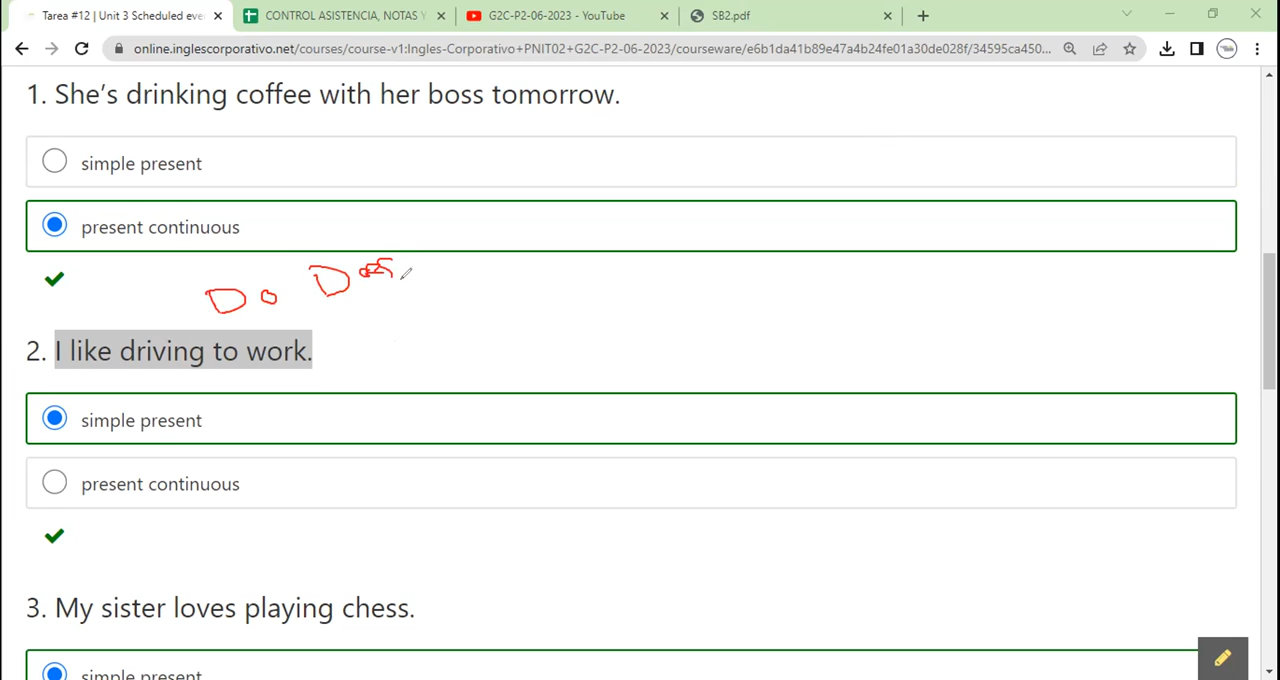 Tarea #12 | Unit 3 Scheduled eve
CONTROL ASISTENCIA, NOTAS Y
G2C-P2-06-2023 - YouTube
SB2.pdf
online.inglescorporativo.net/courses/course-v1:Ingles-Corporativo+PNIT02+G2C-P2-06-2023/courseware/e6b1da41b89e47a4b24fe01a30de028f/34595ca450...
1. She's drinking coffee with her boss tomorrow.
simple present
present continuous
Do Does
2. I like driving to work.
simple present
present continuous
3. My sister loves playing chess.
simple present